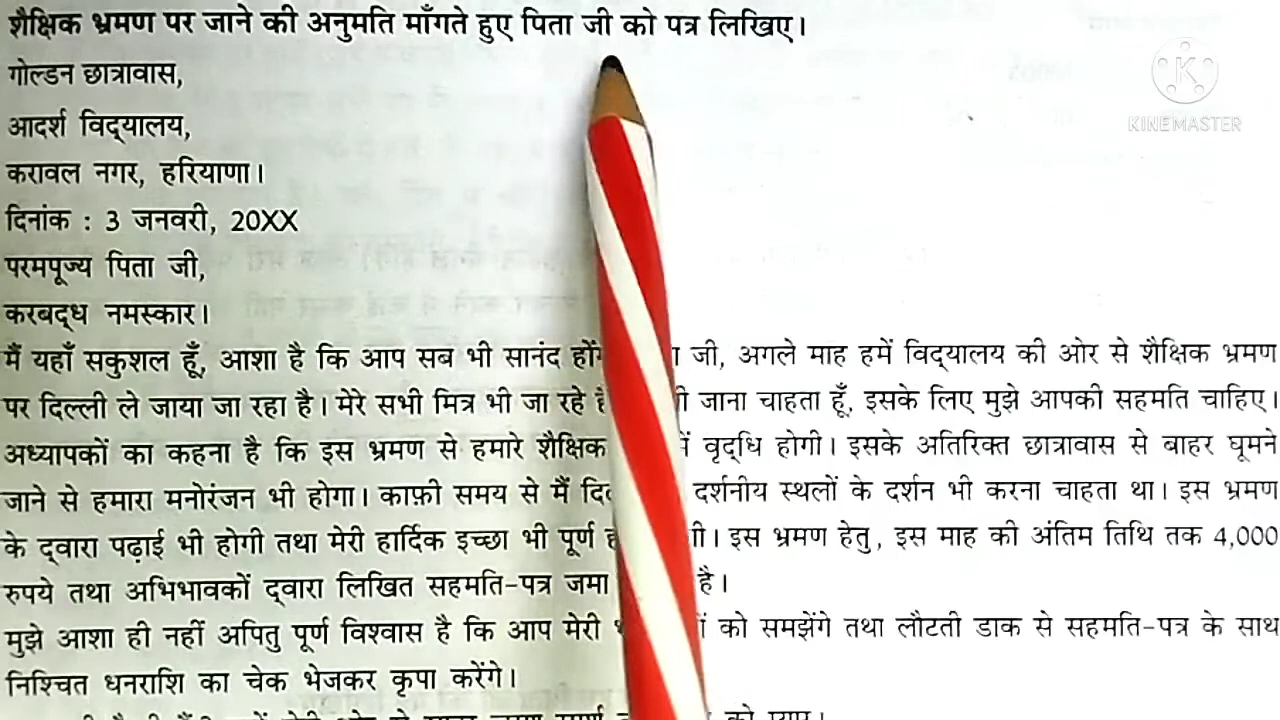 शैक्षिक भ्रमण पर जाने की अनुमति माँगते हुए पिता जी को पत्र लिखिए।
गोल्डन छात्रावास,
आदर्श विद्यालय,
करावल नगर, हरियाणा।
दिनांक : 3 जनवरी, 20XX
परमपूज्य पिता जी,
करबद्ध नमस्कार।
मैं यहाँ सकुशल हूँ, आशा है कि आप सब भी सानंद जी, अगले माह हमें विद्यालय की ओर से शैक्षिक भ्रमण
पर दिल्ली ले जाया जा रहा है। मेरे सभी मित्र भी जा रहे जाना चाहता हूँ, इसके लिए मुझे आपकी सहमति चाहिए।
अध्यापकों का कहना है कि इस भ्रमण से हमारे शैक्षिक वृद्धि होगी। इसके अतिरिक्त छात्रावास से बाहर घूमने
जाने से हमारा मनोरंजन भी होगा। काफ़ी समय से मैं दर्शनीय स्थलों के दर्शन भी करना चाहता था। इस भ्रमण
के द्वारा पढ़ाई भी होगी तथा मेरी हार्दिक इच्छा भी पूर्ण इस भ्रमण हेतु, इस माह की अंतिम तिथि तक 4,000
रुपये तथा अभिभावकों द्वारा लिखित सहमति-पत्र जमा है।
मुझे आशा ही नहीं अपितु पूर्ण विश्वास है कि आप मेरी को समझेंगे तथा लौटती डाक से सहमति-पत्र के साथ
निश्चित धनराशि का चेक भेजकर कृपा करेंगे।
KINEMASTER